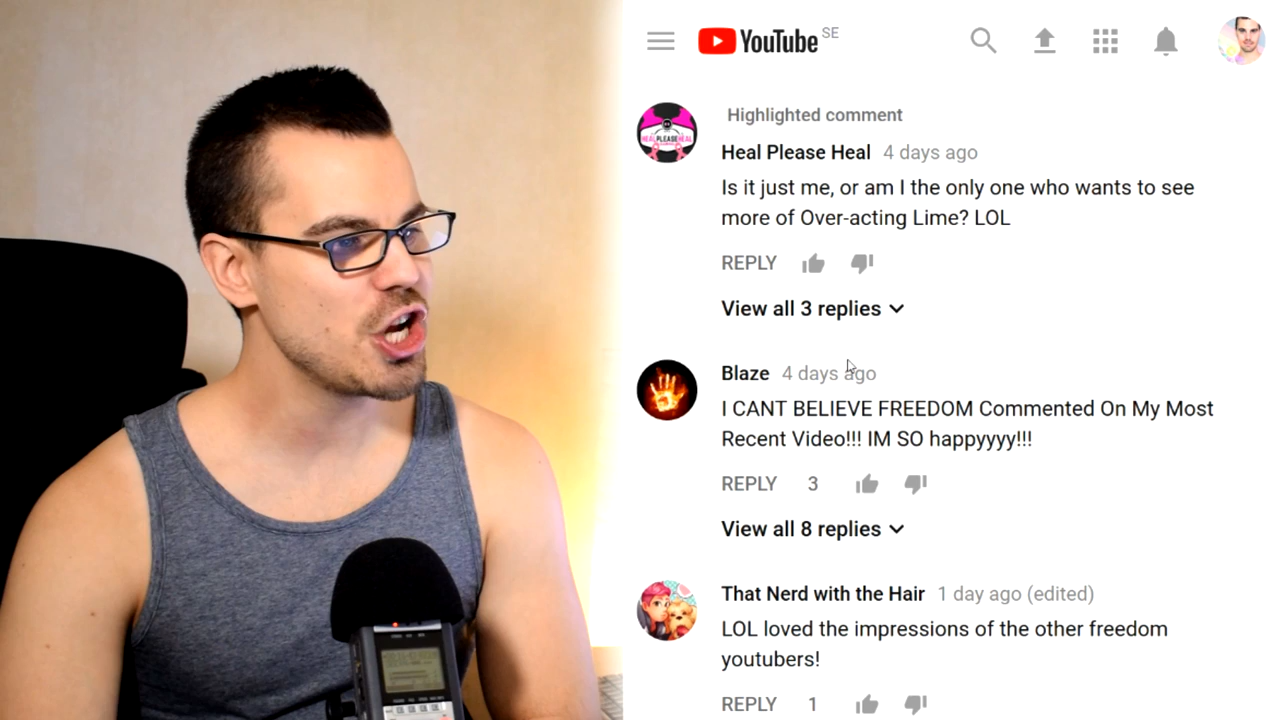 YouTube SE
Highlighted comment
HEALPLEASEHEAL
Heal Please Heal 4 days ago
Is it just me, or am I the only one who wants to see
more of Over-acting Lime? LOL
REPLY
View all 3 replies
Blaze 4 days ago
I CANT BELIEVE FREEDOM Commented On My Most
Recent Video!!! IM SO happyyyy!!!
REPLY 3
View all 8 replies
That Nerd with the Hair 1 day ago (edited)
LOL loved the impressions of the other freedom
youtubers!
REPLY 1